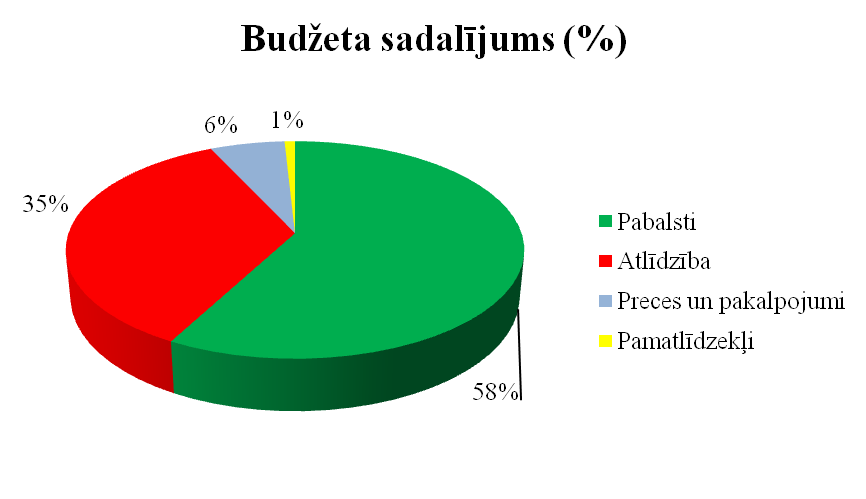 Budžeta sadalījums (%)
6%
1%
35%
58%
Pabalsti
Atlīdzība
Preces un pakalpojumi
Pamatlīdzekļi